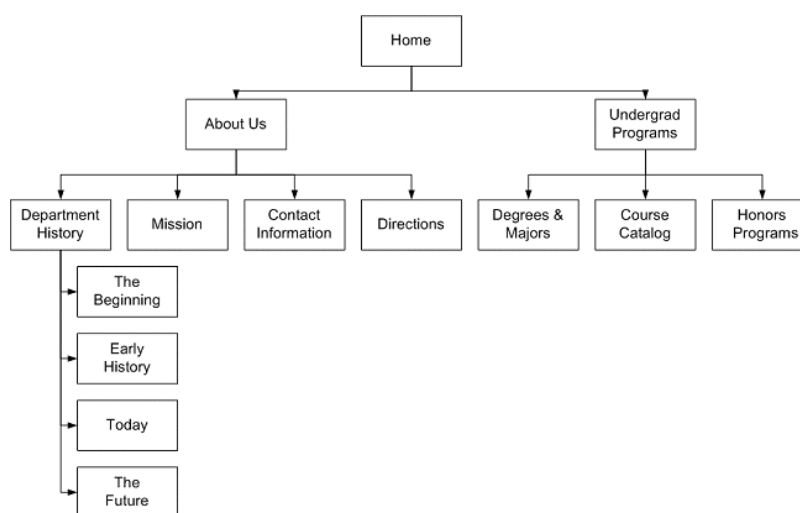 Home
About Us
Undergrad
Programs
Department
History
Mission
Contact
Information
Directions
Degrees &
Majors
Course
Catalog
Honors
Programs
The
Beginning
Early
History
Today
The
Future